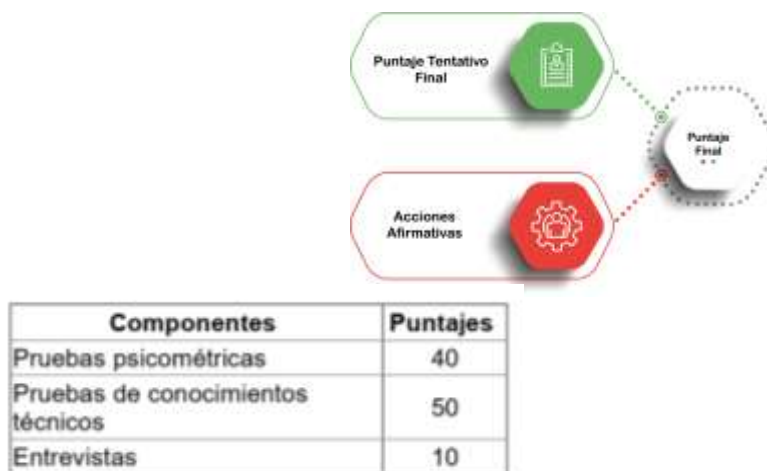 Puntaje Tentativo
Final
Puntaje
Final
Acciones
Afirmativas
Componentes Puntajes
Pruebas psicométricas 40
Pruebas de conocimientos
técnicos 50
Entrevistas 10